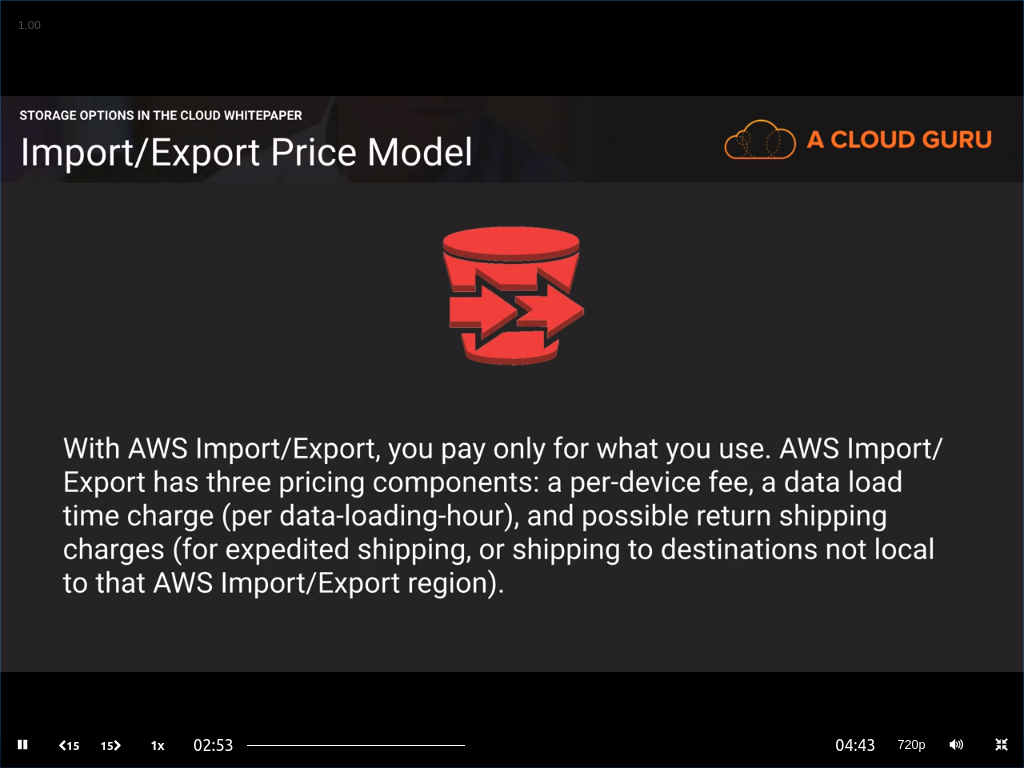 1.00
STORAGE OPTIONS IN THE CLOUD WHITEPAPER
Import/Export Price Model
A CLOUD GURU
With AWS Import/Export, you pay only for what you use. AWS Import/
Export has three pricing components: a per-device fee, a data load
time charge (per data-loading-hour), and possible return shipping
charges (for expedited shipping, or shipping to destinations not local
to that AWS Import/Export region).
15 15 1x 02:53 04:43 720p